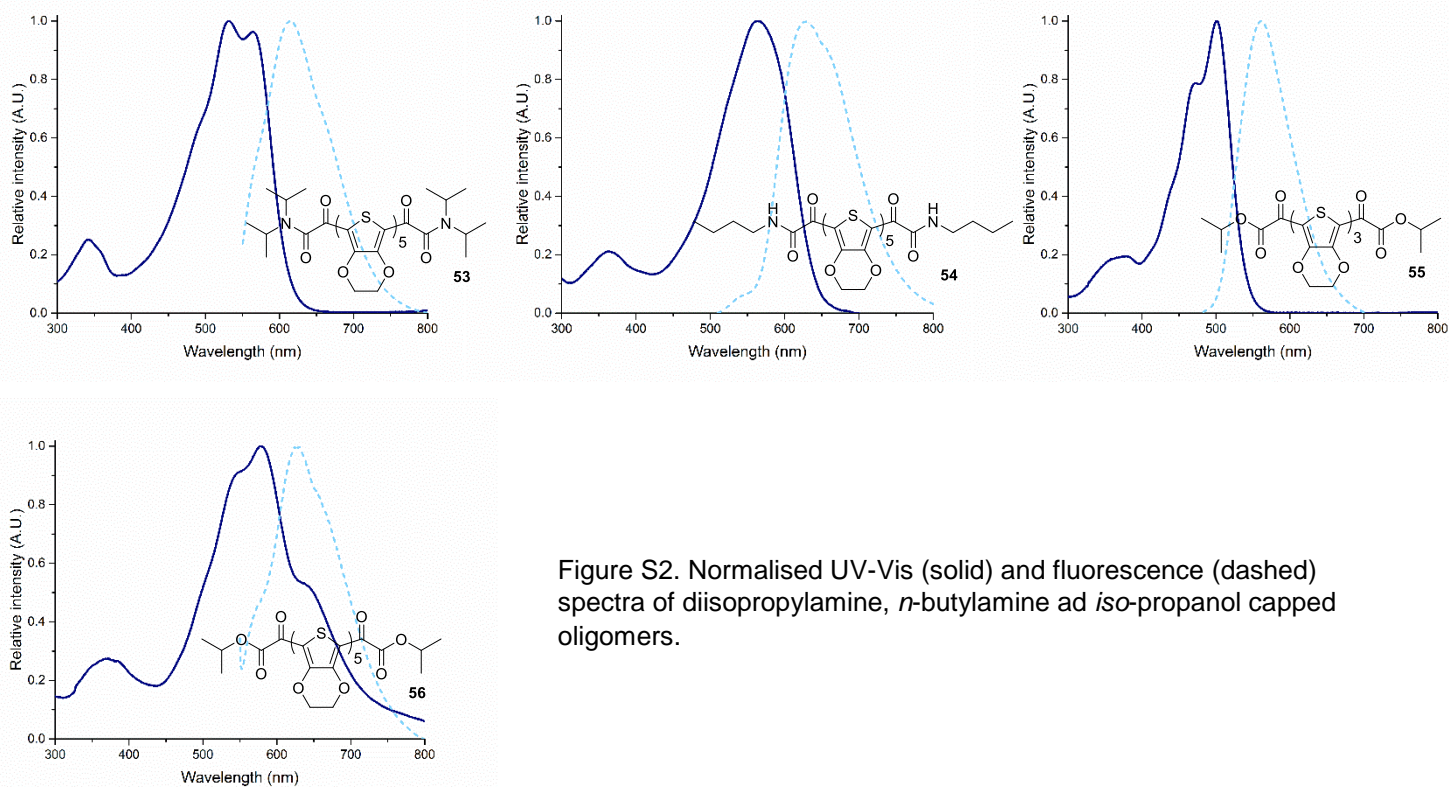 Relative intensity (A.U.)
1.0
0.8
0.6
0.4
0.2
0.0
300 400 500 600 700 800
Wavelength (nm)
N O O S O O O O N 5
53
Relative intensity (A.U.)
1.0
0.8
0.6
0.4
0.2
0.0
300 400 500 600 700 800
Wavelength (nm)
H N O O S O O O O H N 5
54
Relative intensity (A.U.)
1.0
0.8
0.6
0.4
0.2
0.0
300 400 500 600 700 800
Wavelength (nm)
O O O S O O O O O 3
55
Relative intensity (A.U.)
1.0
0.8
0.6
0.4
0.2
0.0
300 400 500 600 700 800
Wavelength (nm)
O O O S O O O O O 5
56
Figure S2. Normalised UV-Vis (solid) and fluorescence (dashed)
spectra of diisopropylamine, n-butylamine ad iso-propanol capped
oligomers.